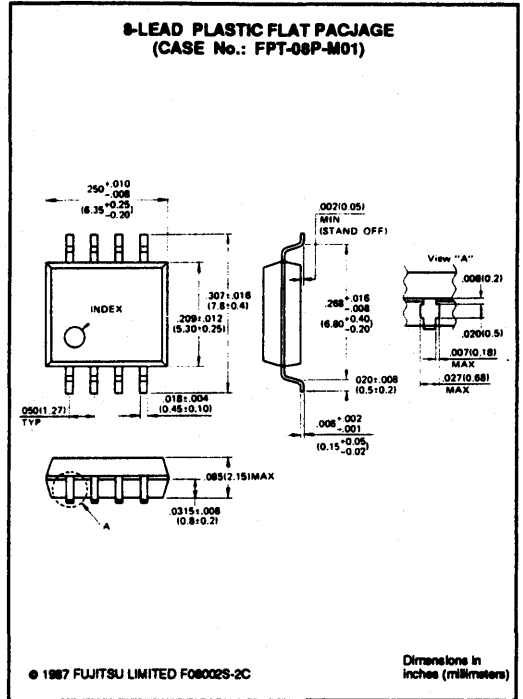 8-LEAD PLASTIC FLAT PACJAGE
(CASE No.: FPT-08P-M01)
.250 +.010 -.008
(6.35 +0.25 -0.20)
.002(0.05)
MIN
(STAND OFF)
View "A"
.008(0.2)
INDEX
.307±.016
(7.8±0.4)
.209±.012
(5.30±0.25)
.268 +.016 -.008
(6.80 +0.40 -0.20)
.020(0.5)
.007(0.18)
MAX
.027(0.68)
MAX
.050(1.27)
TYP
.018±.004
(0.45±0.10)
.020±.008
(0.5±0.2)
.006 +.002 -.001
(0.15 +0.05 -0.02)
.085(2.15)MAX
.0315±.008
(0.8±0.2)
A
© 1987 FUJITSU LIMITED F08002S-2C
Dimensions in
inches (millimeters)